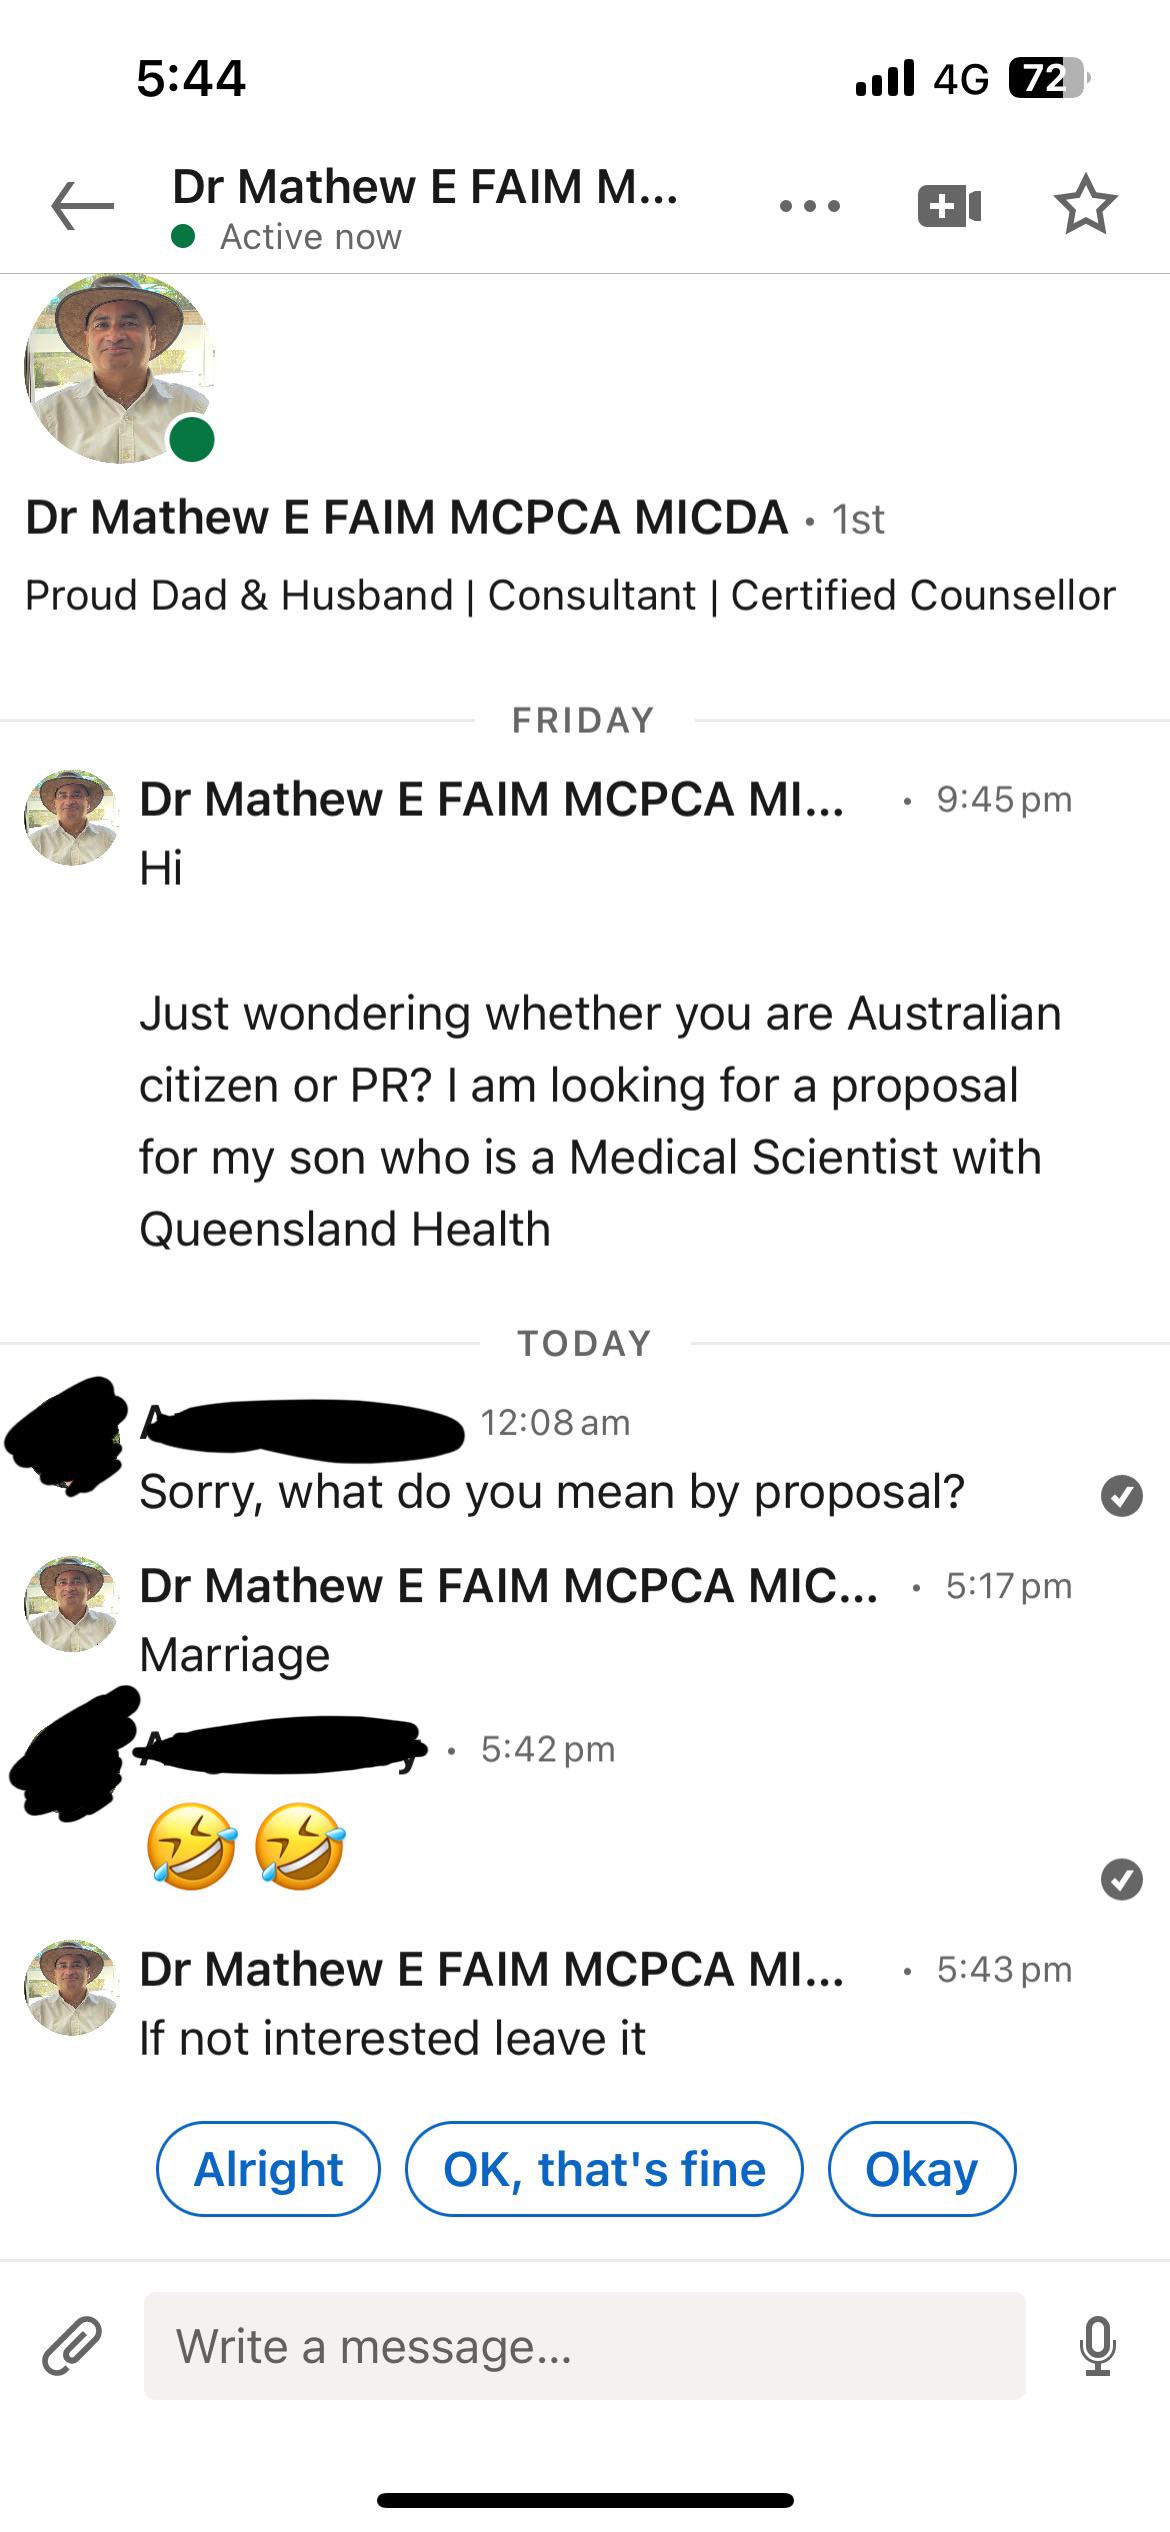 5:44
4G 72
Dr Mathew E FAIM M...
Active now
Dr Mathew E FAIM MCPCA MICDA • 1st
Proud Dad & Husband | Consultant | Certified Counsellor
FRIDAY
Dr Mathew E FAIM MCPCA MI... • 9:45 pm
Hi
Just wondering whether you are Australian
citizen or PR? I am looking for a proposal
for my son who is a Medical Scientist with
Queensland Health
TODAY
12:08 am
Sorry, what do you mean by proposal?
Dr Mathew E FAIM MCPCA MIC... • 5:17 pm
Marriage
• 5:42 pm
🤣🤣
Dr Mathew E FAIM MCPCA MI... • 5:43 pm
If not interested leave it
Alright
OK, that's fine
Okay
Write a message...